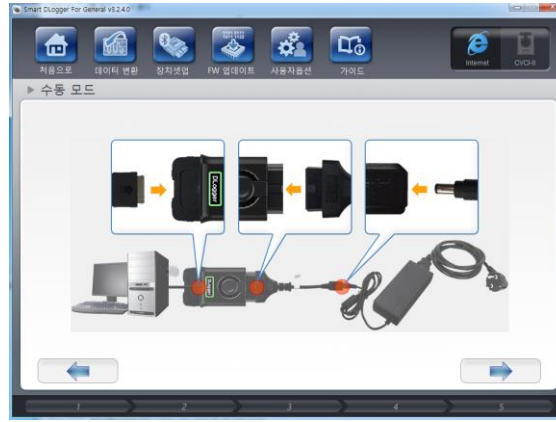 Smart DLogger For General v3.2.4.0
처음으로 데이터 변환 장치셋업 FW 업데이트 사용자옵션 가이드 Internet CVCI-II
▶ 수동 모드
DLogger
1 2 3 4 5